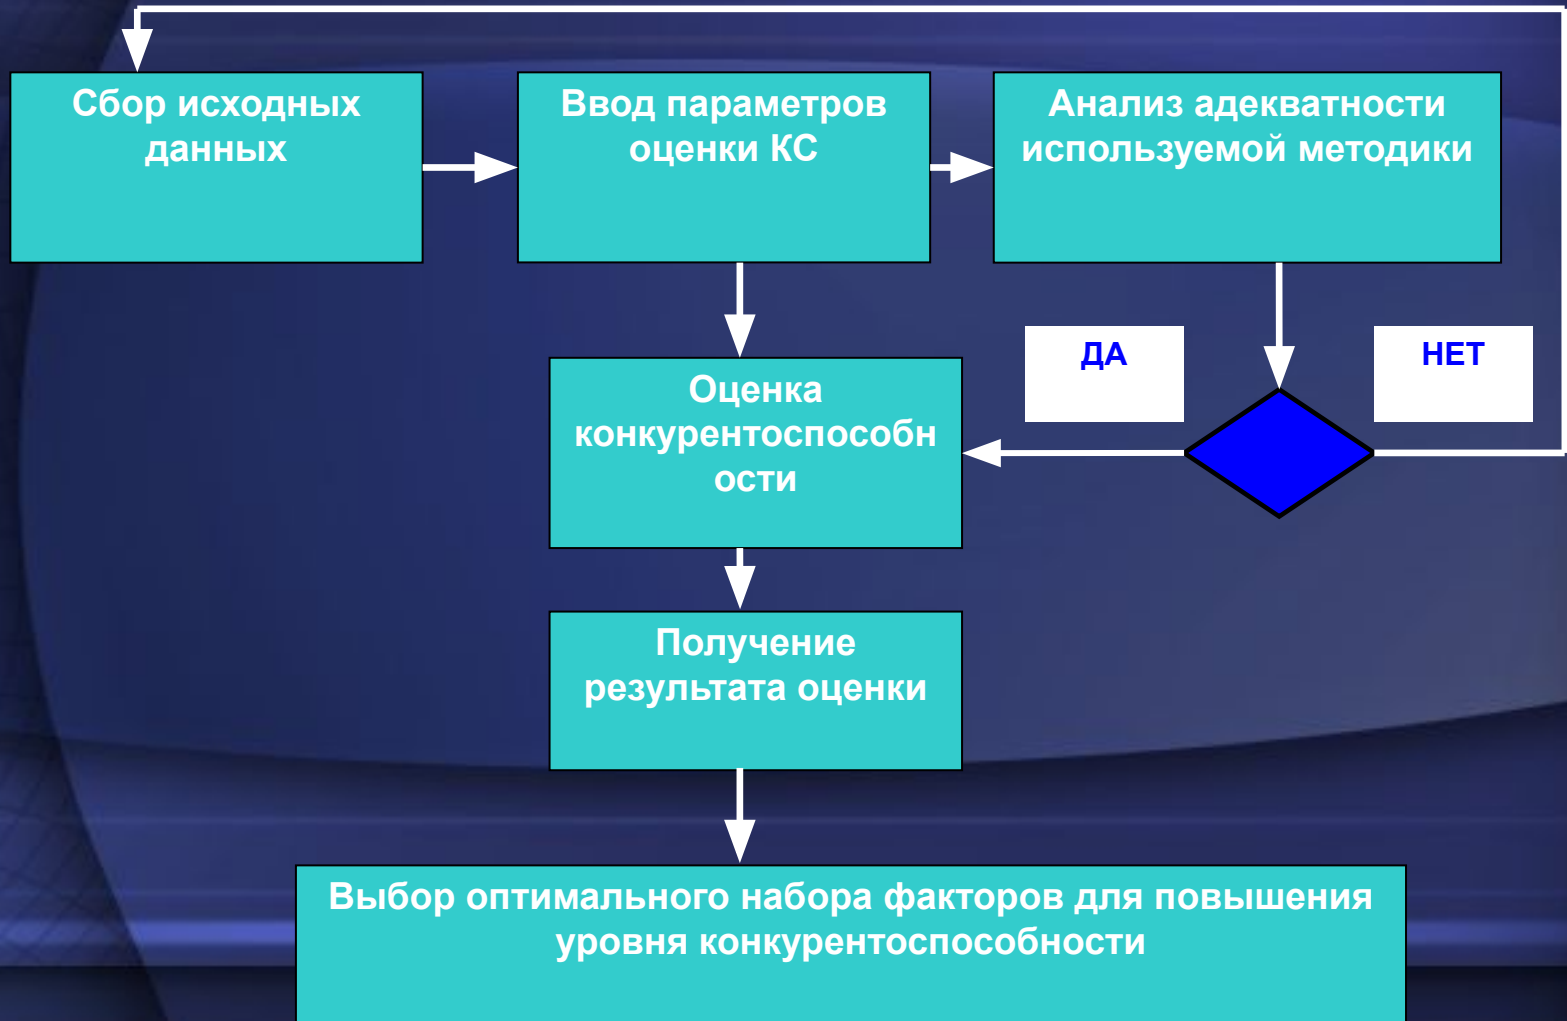 Сбор исходных
данных
Ввод параметров
оценки КС
Анализ адекватности
используемой методики
ДА
НЕТ
Оценка
конкурентоспособн
ости
Получение
результата оценки
Выбор оптимального набора факторов для повышения
уровня конкурентоспособности